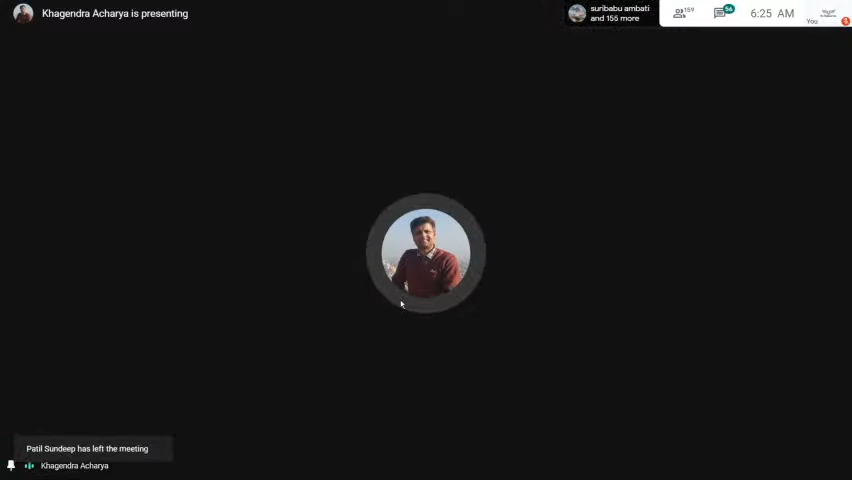 Khagendra Acharya is presenting
suribabu ambati
and 155 more
159
56
6:25 AM
You
Patil Sundeep has left the meeting
Khagendra Acharya